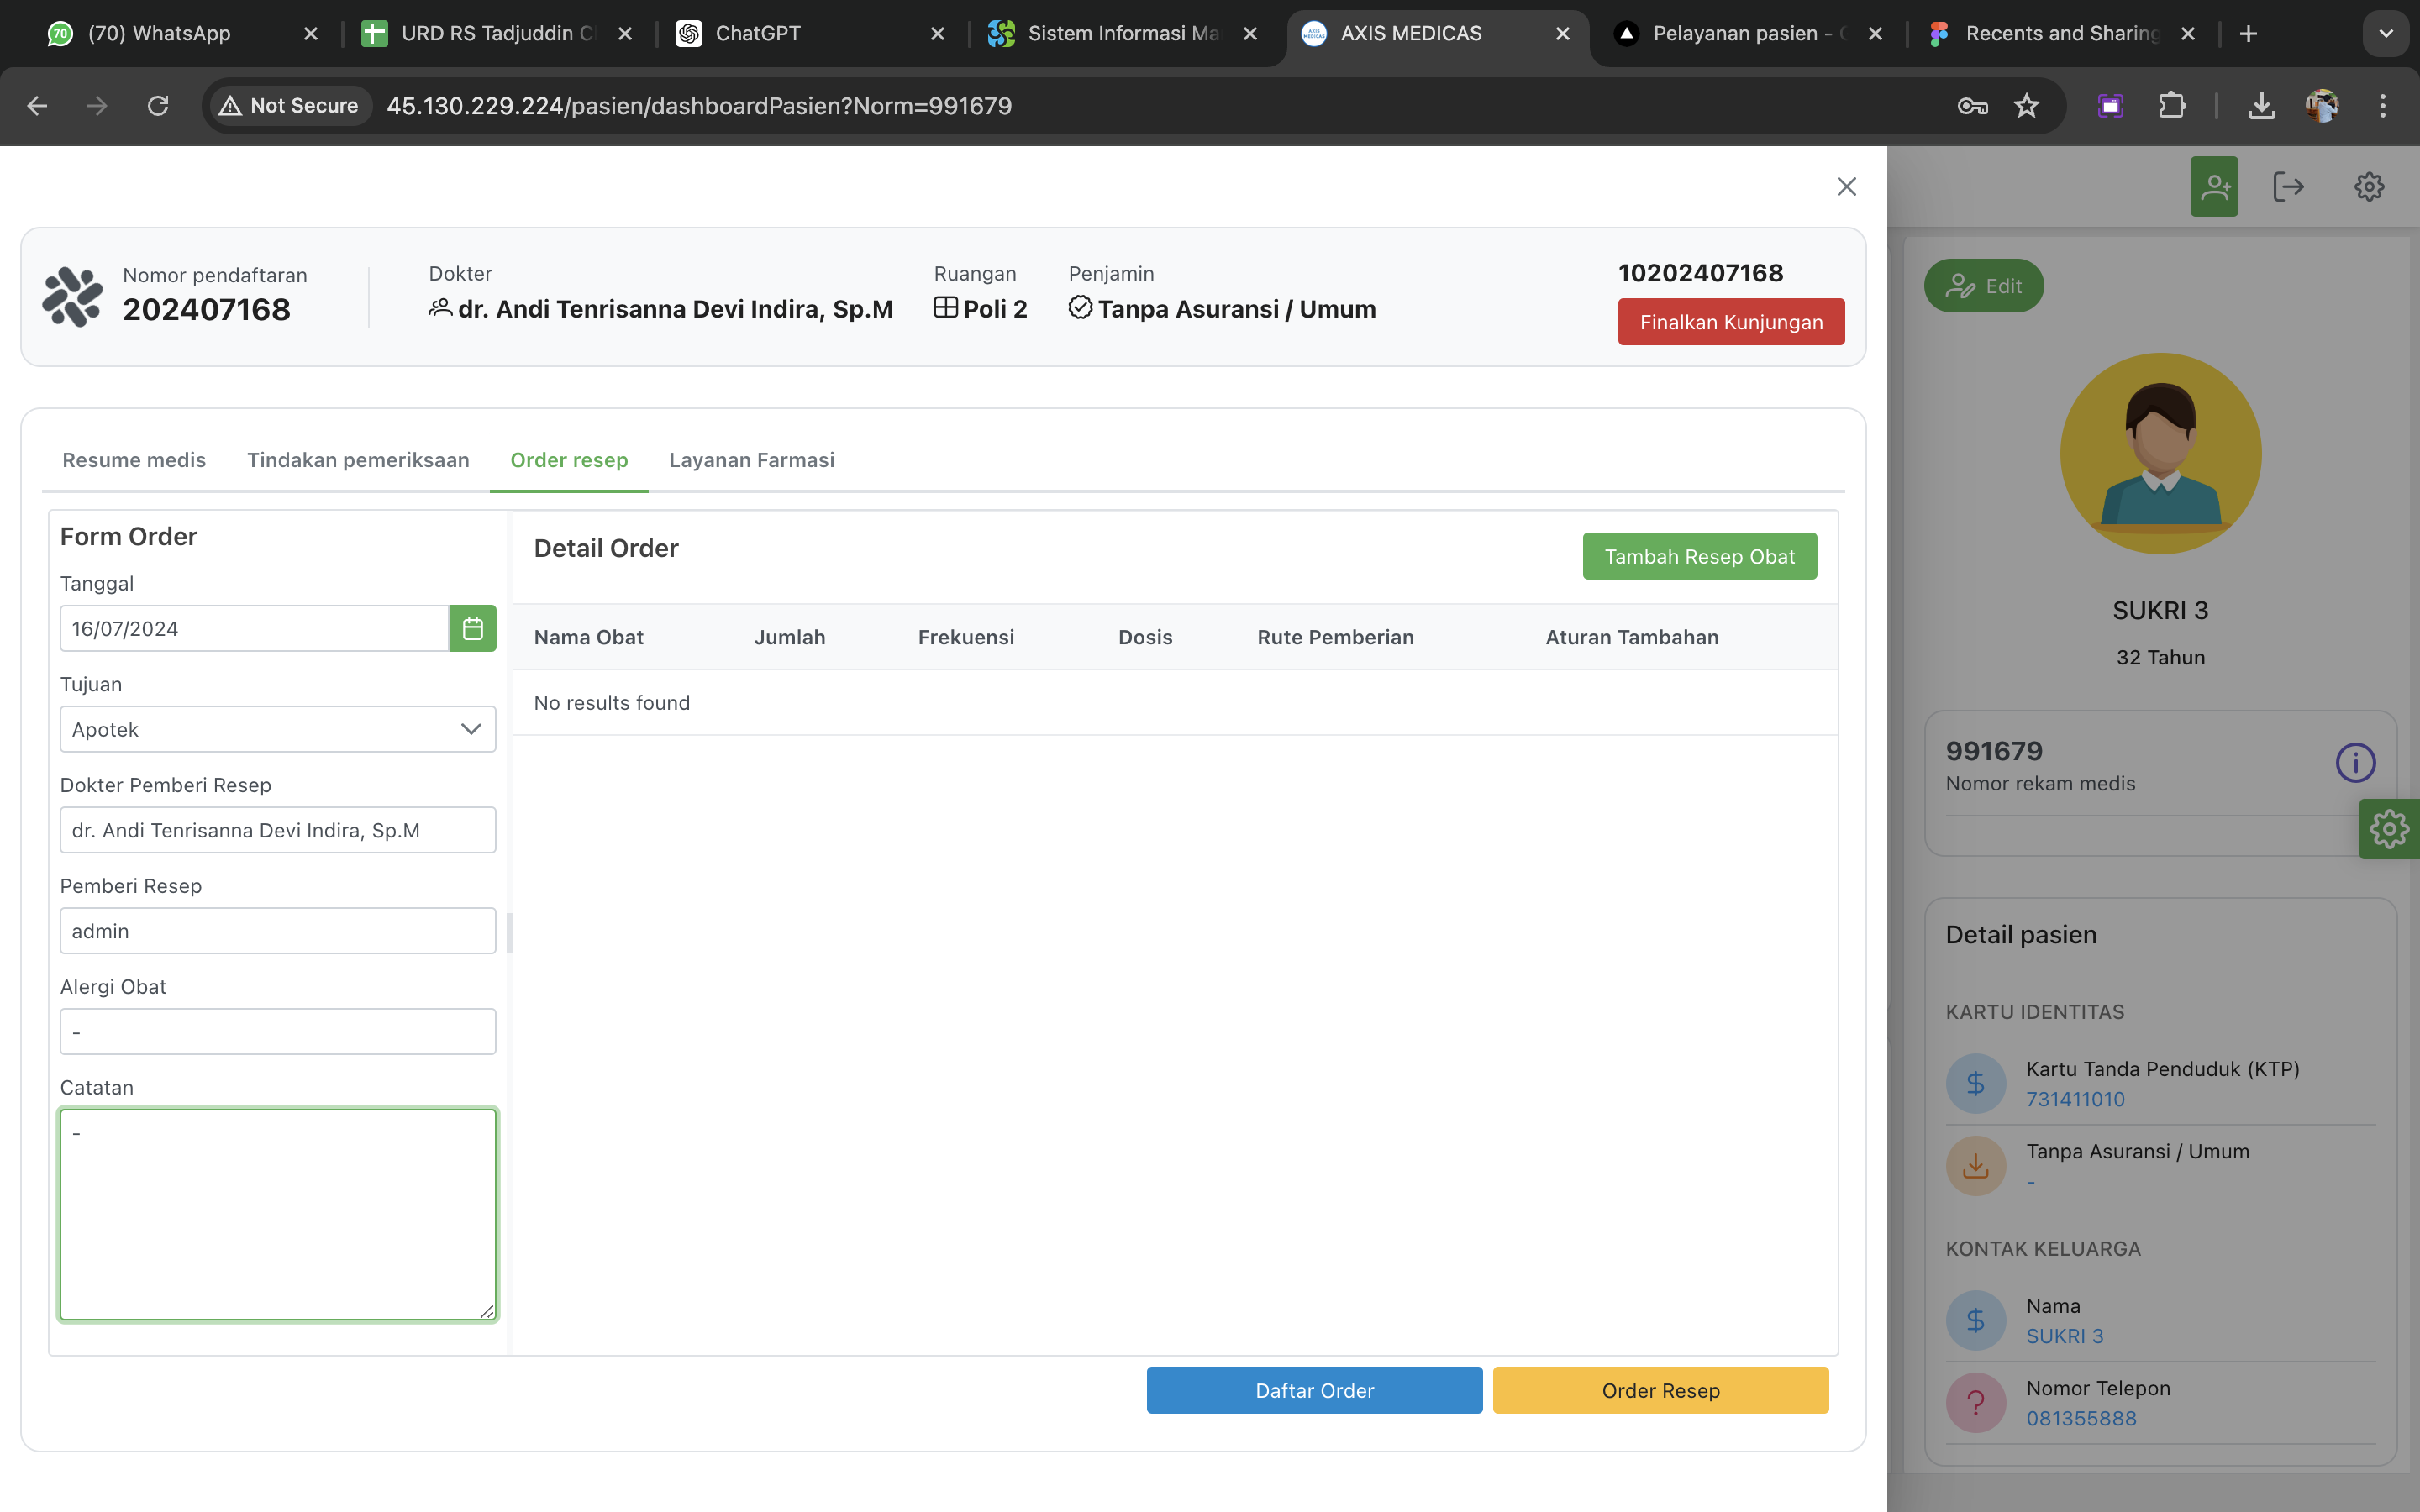 70
(70) WhatsApp
URD RS Tadjuddin C
ChatGPT
Sistem Informasi Ma
AXIS MEDICAS
Pelayanan pasien -
Recents and Sharing
Not Secure
45.130.229.224/pasien/dashboardPasien?Norm=991679
Nomor pendaftaran
202407168
Dokter
dr. Andi Tenrisanna Devi Indira, Sp.M
Ruangan
Poli 2
Penjamin
Tanpa Asuransi / Umum
10202407168
Finalkan Kunjungan
Resume medis
Tindakan pemeriksaan
Order resep
Layanan Farmasi
Form Order
Tanggal
16/07/2024
Tujuan
Apotek
Dokter Pemberi Resep
dr. Andi Tenrisanna Devi Indira, Sp.M
Pemberi Resep
admin
Alergi Obat
-
Catatan
-
Detail Order
Tambah Resep Obat
Nama Obat
Jumlah
Frekuensi
Dosis
Rute Pemberian
Aturan Tambahan
No results found
Daftar Order
Order Resep
Edit
SUKRI 3
32 Tahun
991679
Nomor rekam medis
Detail pasien
KARTU IDENTITAS
Kartu Tanda Penduduk (KTP)
731411010
Tanpa Asuransi / Umum
-
KONTAK KELUARGA
Nama
SUKRI 3
Nomor Telepon
081355888